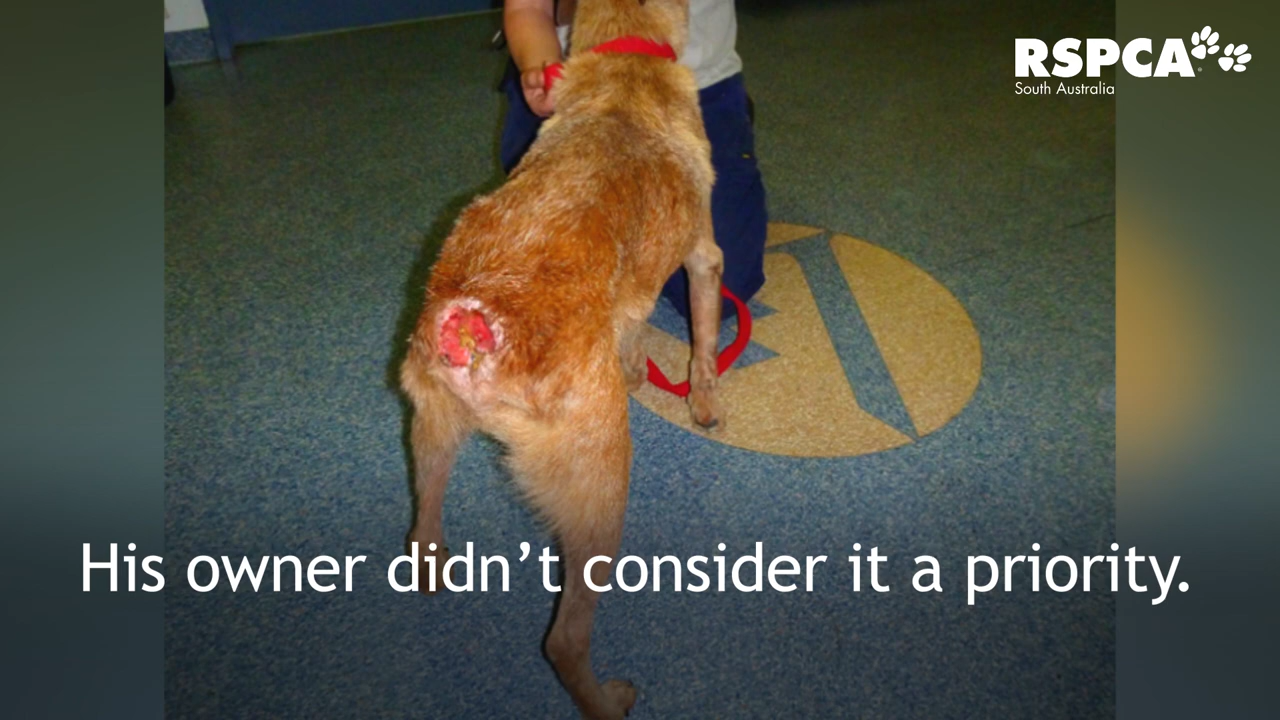 RSPCA
South Australia
His owner didn't consider it a priority.